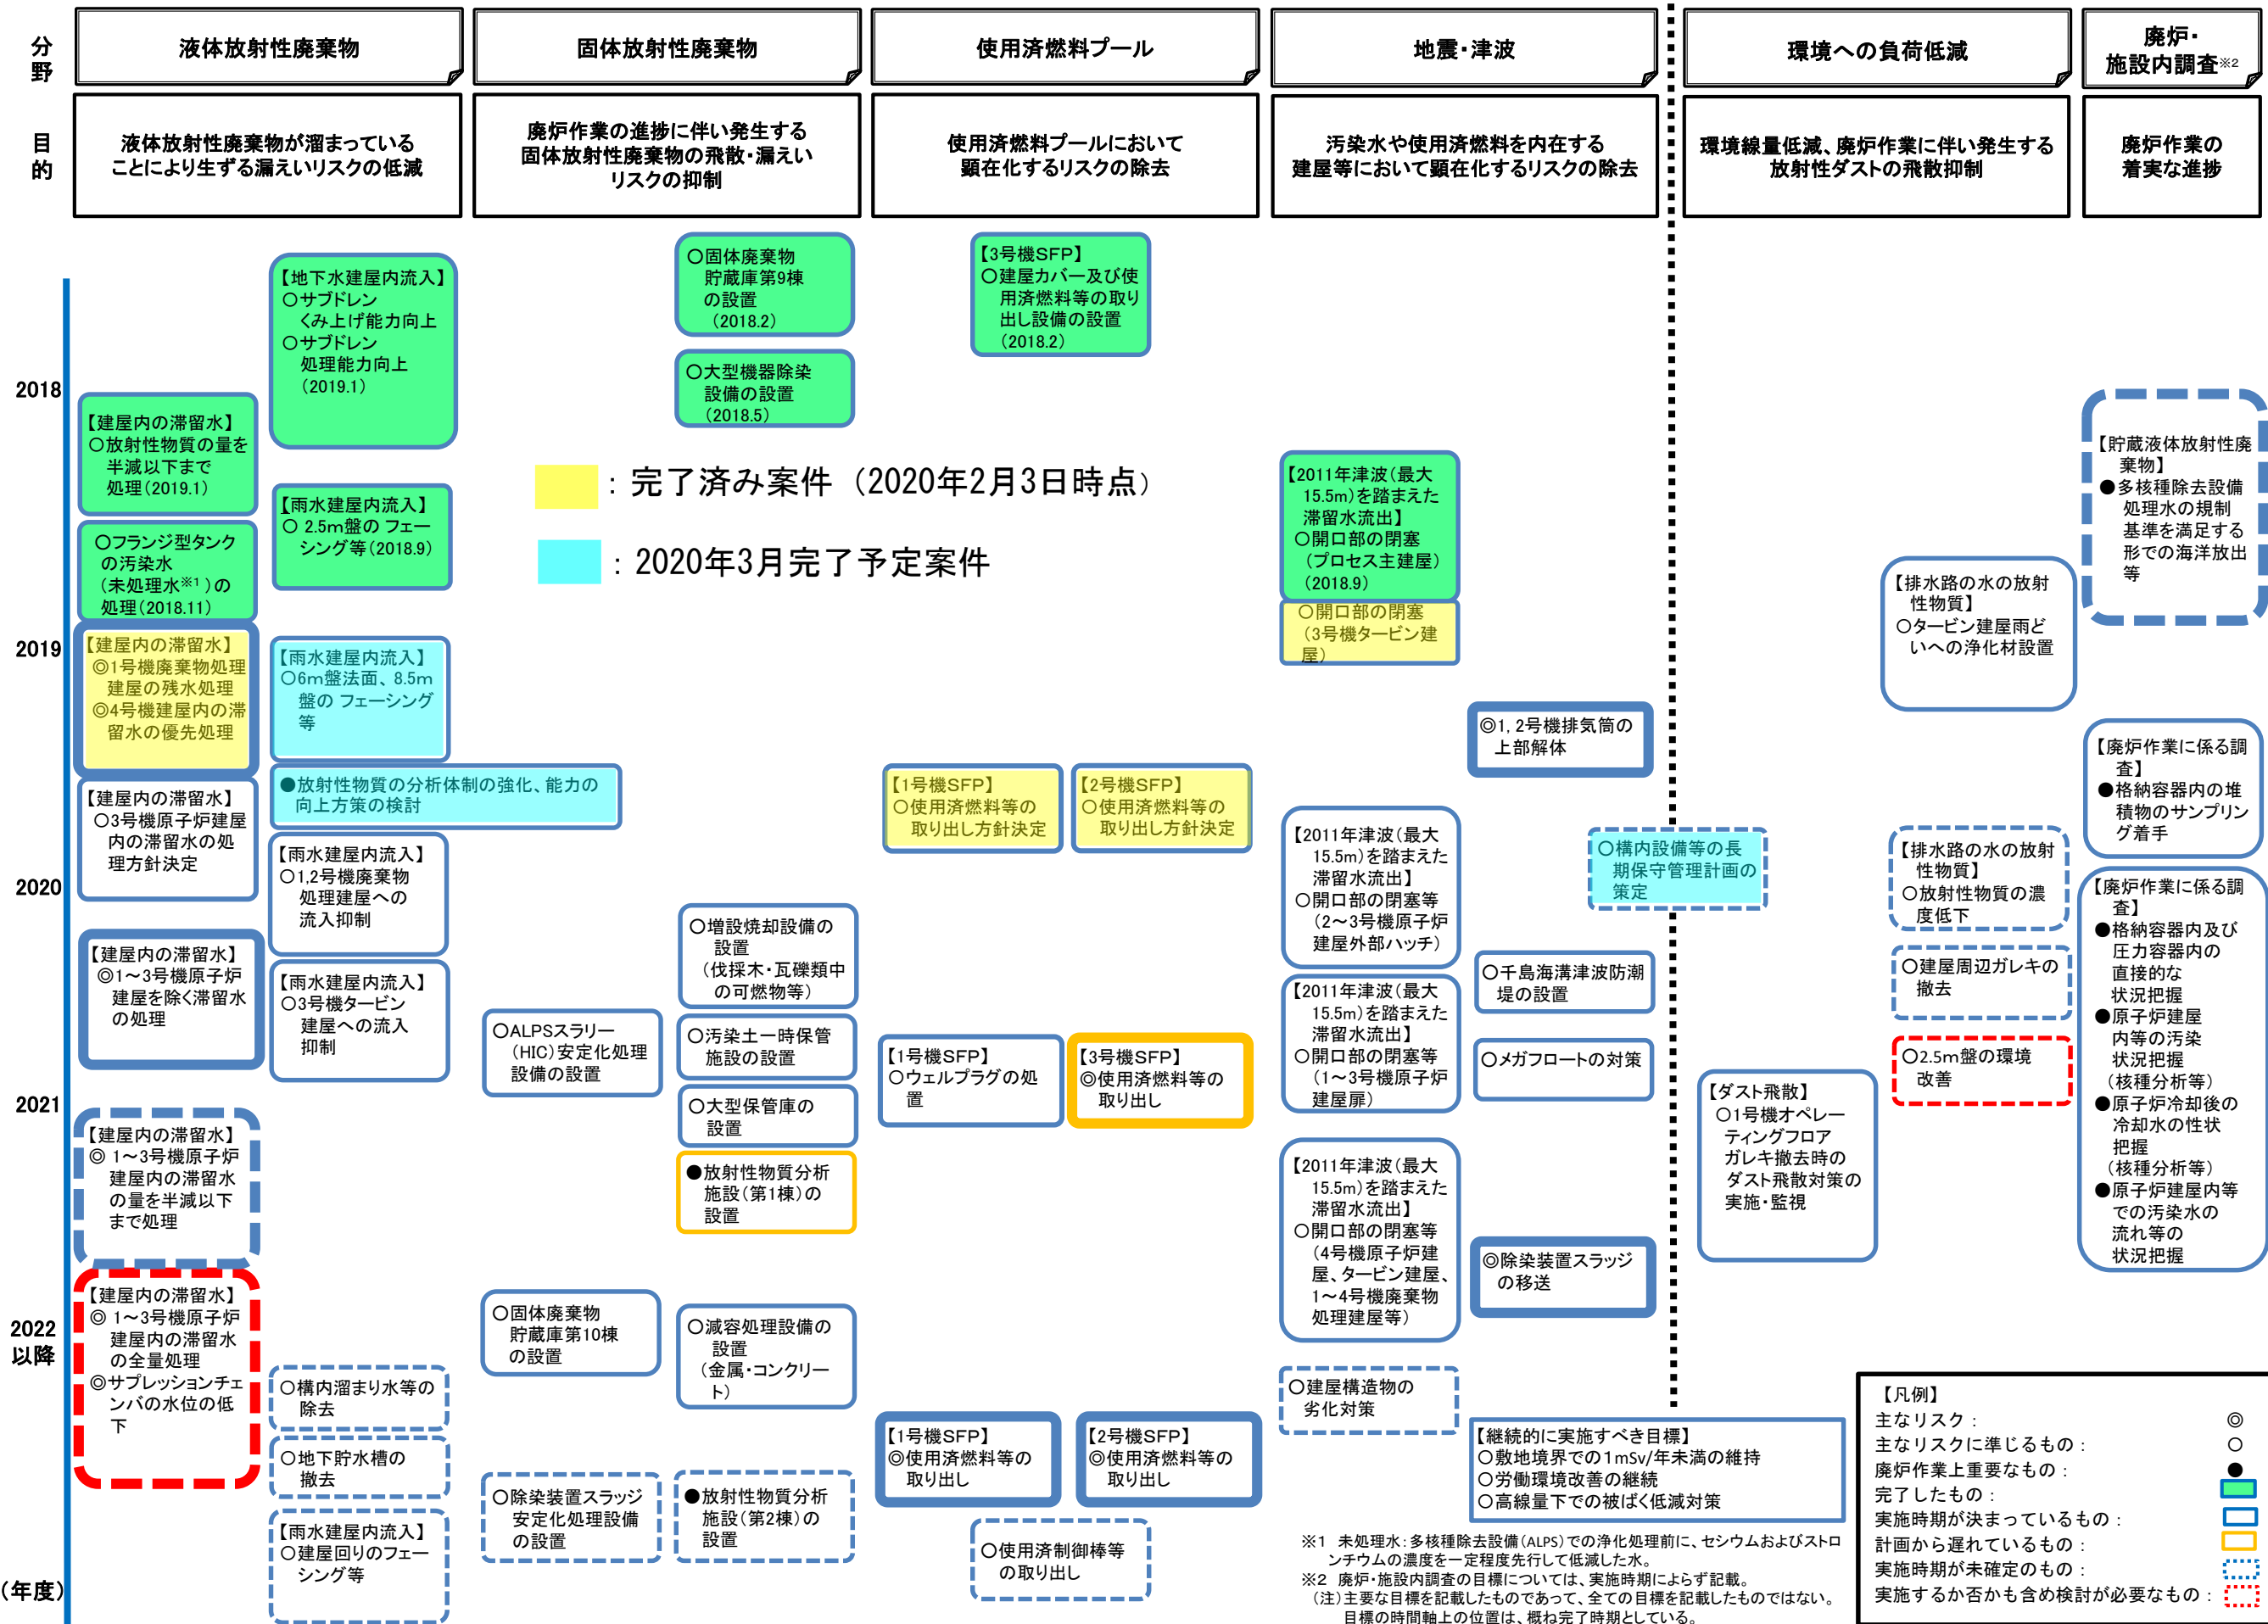 分
野
液体放射性廃棄物
固体放射性廃棄物
使用済燃料プール
地震・津波
環境への負荷低減
廃炉・
施設内調査※2
目
的
液体放射性廃棄物が溜まっている
ことにより生ずる漏えいリスクの低減
廃炉作業の進捗に伴い発生する
固体放射性廃棄物の飛散・漏えい
リスクの抑制
使用済燃料プールにおいて
顕在化するリスクの除去
汚染水や使用済燃料を内在する
建屋等において顕在化するリスクの除去
環境線量低減、廃炉作業に伴い発生する
放射性ダストの飛散抑制
廃炉作業の
着実な進捗
2018
2019
2020
2021
2022
以降
(年度)
【建屋内の滞留水】
○放射性物質の量を
半減以下まで
処理(2019.1)
○フランジ型タンク
の汚染水
(未処理水※1)の
処理(2018.11)
【建屋内の滞留水】
◎1号機廃棄物処理
建屋の残水処理
◎4号機建屋内の滞
留水の優先処理
【建屋内の滞留水】
○3号機原子炉建屋
内の滞留水の処
理方針決定
【建屋内の滞留水】
◎1～3号機原子炉
建屋を除く滞留水
の処理
【建屋内の滞留水】
◎ 1～3号機原子炉
建屋内の滞留水
の量を半減以下
まで処理
【建屋内の滞留水】
◎ 1～3号機原子炉
建屋内の滞留水
の全量処理
◎サプレッションチェ
ンバの水位の低
下
【地下水建屋内流入】
○サブドレン
くみ上げ能力向上
○サブドレン
処理能力向上
(2019.1)
【雨水建屋内流入】
○ 2.5m盤の フェー
シング等(2018.9)
【雨水建屋内流入】
○6m盤法面、8.5m
盤の フェーシング
等
●放射性物質の分析体制の強化、能力の
向上方策の検討
【雨水建屋内流入】
○1,2号機廃棄物
処理建屋への
流入抑制
【雨水建屋内流入】
○3号機タービン
建屋への流入
抑制
○構内溜まり水等の
除去
○地下貯水槽の
撤去
【雨水建屋内流入】
○建屋回りのフェー
シング等
○固体廃棄物
貯蔵庫第9棟
の設置
(2018.2)
○大型機器除染
設備の設置
(2018.5)
：完了済み案件（2020年2月3日時点）
：2020年3月完了予定案件
○増設焼却設備の
設置
(伐採木・瓦礫類中
の可燃物等)
○ALPSスラリー
(HIC)安定化処理
設備の設置
○汚染土一時保管
施設の設置
○大型保管庫の
設置
●放射性物質分析
施設(第1棟)の
設置
○固体廃棄物
貯蔵庫第10棟
の設置
○減容処理設備の
設置
(金属・コンクリー
ト)
○除染装置スラッジ
安定化処理設備
の設置
●放射性物質分析
施設(第2棟)の
設置
【3号機SFP】
○建屋カバー及び使
用済燃料等の取り
出し設備の設置
(2018.2)
【1号機SFP】
○使用済燃料等の
取り出し方針決定
【2号機SFP】
○使用済燃料等の
取り出し方針決定
【1号機SFP】
○ウェルプラグの処
置
【3号機SFP】
◎使用済燃料等の
取り出し
【1号機SFP】
◎使用済燃料等の
取り出し
【2号機SFP】
◎使用済燃料等の
取り出し
○使用済制御棒等
の取り出し
【2011年津波(最大
15.5m)を踏まえた
滞留水流出】
○開口部の閉塞
(プロセス主建屋)
(2018.9)
○開口部の閉塞
(3号機タービン建
屋)
◎1,2号機排気筒の
上部解体
【2011年津波(最大
15.5m)を踏まえた
滞留水流出】
○開口部の閉塞等
(2～3号機原子炉
建屋外部ハッチ)
○構内設備等の長
期保守管理計画の
策定
【2011年津波(最大
15.5m)を踏まえた
滞留水流出】
○開口部の閉塞等
(1～3号機原子炉
建屋扉)
○千島海溝津波防潮
堤の設置
○メガフロートの対策
【2011年津波(最大
15.5m)を踏まえた
滞留水流出】
○開口部の閉塞等
(4号機原子炉建
屋、タービン建屋、
1～4号機廃棄物
処理建屋等)
◎除染装置スラッジ
の移送
○建屋構造物の
劣化対策
【排水路の水の放射
性物質】
○タービン建屋雨ど
いへの浄化材設置
【排水路の水の放射
性物質】
○放射性物質の濃
度低下
○建屋周辺ガレキの
撤去
○2.5m盤の環境
改善
【ダスト飛散】
○1号機オペレー
ティングフロア
ガレキ撤去時の
ダスト飛散対策の
実施・監視
【貯蔵液体放射性廃
棄物】
●多核種除去設備
処理水の規制
基準を満足する
形での海洋放出
等
【廃炉作業に係る調
査】
●格納容器内の堆
積物のサンプリン
グ着手
【廃炉作業に係る調
査】
●格納容器内及び
圧力容器内の
直接的な
状況把握
●原子炉建屋
内等の汚染
状況把握
(核種分析等)
●原子炉冷却後の
冷却水の性状
把握
(核種分析等)
●原子炉建屋内等
での汚染水の
流れ等の
状況把握
【継続的に実施すべき目標】
○敷地境界での1mSv/年未満の維持
○労働環境改善の継続
○高線量下での被ばく低減対策
※1 未処理水：多核種除去設備(ALPS)での浄化処理前に、セシウムおよびストロ
ンチウムの濃度を一定程度先行して低減した水。
※2 廃炉・施設内調査の目標については、実施時期によらず記載。
(注)主要な目標を記載したものであって、全ての目標を記載したものではない。
目標の時間軸上の位置は、概ね完了時期としている。
【凡例】
主なリスク： ◎
主なリスクに準じるもの： ○
廃炉作業上重要なもの： ●
完了したもの：
実施時期が決まっているもの：
計画から遅れているもの：
実施時期が未確定のもの：
実施するか否かも含め検討が必要なもの：